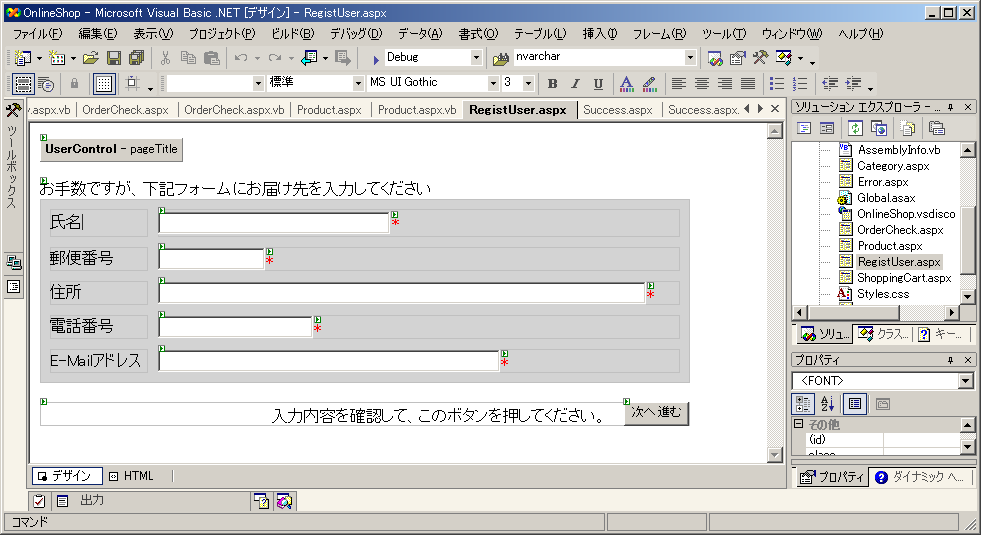 OnlineShop - Microsoft Visual Basic .NET [デザイン] - RegistUser.aspx
ファイル(F) 編集(E) 表示(V) プロジェクト(P) ビルド(B) デバッグ(D) データ(A) 書式(O) テーブル(L) 挿入(I) フレーム(R) ツール(T) ウィンドウ(W) ヘルプ(H)
Debug nvarchar
標準 MS UI Gothic 3 B I U A
y.aspx.vb OrderCheck.aspx OrderCheck.aspx.vb Product.aspx Product.aspx.vb RegistUser.aspx Success.aspx Success.aspx.
ツールボックス
UserControl - pageTitle
お手数ですが、下記フォームにお届け先を入力してください
氏名 *
郵便番号 *
住所 *
電話番号 *
E-Mailアドレス *
入力内容を確認して、このボタンを押してください。 次へ進む
デザイン HTML
出力
コマンド
ソリューション エクスプローラ - ...
AssemblyInfo.vb
Category.aspx
Error.aspx
Global.asax
OnlineShop.vsdisco
OrderCheck.aspx
Product.aspx
RegistUser.aspx
ShoppingCart.aspx
Styles.css
ソリュ... クラス... キー...
プロパティ
<FONT>
その他
(id)
class
プロパティ ダイナミック ヘ...